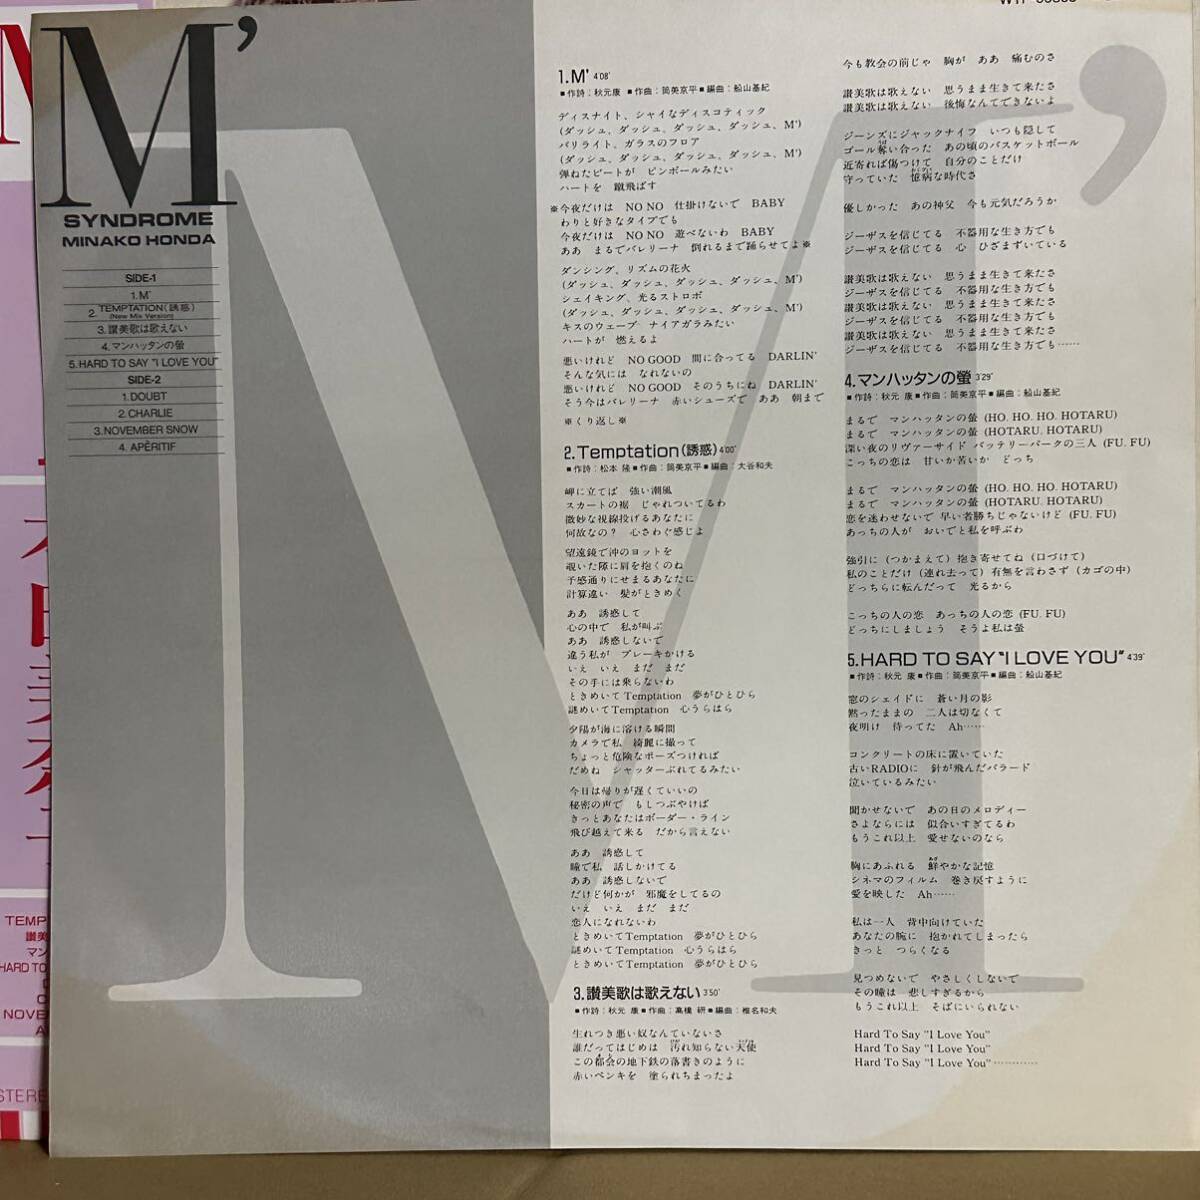 M’
SYNDROME
MINAKO HONDA
SIDE-1
1.M’
2.TEMPTATION(誘惑)
(New Mix Version)
3.讃美歌は歌えない
4.マンハッタンの蛍
5.HARD TO SAY “I LOVE YOU”
SIDE-2
1.DOUBT
2.CHARLIE
3.NOVEMBER SNOW
4. APÉRITIF
1.M’ 4'08"
■作詩：秋元康 ■作曲：筒美京平 ■編曲：船山基紀
ディスナイト、シャイなディスコティック
(ダッシュ、ダッシュ、ダッシュ、ダッシュ、M’)
バリライト、ガラスのフロア
(ダッシュ、ダッシュ、ダッシュ、ダッシュ、M’)
弾ねたビートが ピンボールみたい
ハートを 蹴飛ばす
※今夜だけは NO NO 仕掛けないで BABY
わりと好きなタイプでも
今夜だけは NO NO 遊べないわ BABY
ああ まるでバレリーナ 倒れるまで踊らせてよ※
ダンシング、リズムの花火
(ダッシュ、ダッシュ、ダッシュ、ダッシュ、M’)
シェイキング、光るストロボ
(ダッシュ、ダッシュ、ダッシュ、ダッシュ、M’)
キスのウェーブ ナイアガラみたい
ハートが 燃えるよ
悪いけれど NO GOOD 間に合ってる DARLIN’
そんな気には なれないの
悪いけれど NO GOOD そのうちにね DARLIN’
そう今はバレリーナ 赤いシューズで ああ 朝まで
※くり返し※
2.Temptation(誘惑) 4'00"
■作詩：松本 隆 ■作曲：筒美京平 ■編曲：大谷和夫
岬に立てば 強い潮風
スカートの裾 じゃれついてるわ
微妙な視線投げるあなたに
何故なの？ 心さわぐ感じよ
望遠鏡で沖のヨットを
覗いた隙に肩を抱くのね
予感通りにせまるあなたに
計算違い 髪がときめく
ああ 誘惑して
心の中で 私が叫ぶ
ああ 誘惑しないで
違う私が ブレーキかける
いえ いえ まだ まだ
その手には乗らないわ
ときめいてTemptation 夢がひとひら
謎めいてTemptation 心うらはら
夕陽が海に溶ける瞬間
カメラで私 綺麗に撮って
ちょっと危険なポーズつければ
だめね シャッターぶれてるみたい
今日は帰りが遅くていいの
秘密の声で もしつぶやけば
きっとあなたはボーダー・ライン
飛び越えて来る だから言えない
ああ 誘惑して
瞳で私 話しかけてる
ああ 誘惑しないで
だけど何かが 邪魔をしてるの
いえ いえ まだ まだ
恋人になれないわ
ときめいてTemptation 夢がひとひら
謎めいてTemptation 心うらはら
ときめいてTemptation 夢がひとひら
3.讃美歌は歌えない 3'50"
■作詩：秋元 康 ■作曲：高橋 研 ■編曲：椎名和夫
生れつき悪い奴なんていないさ
誰だってはじめは 汚れ知らない天使
この都会の地下鉄の落書きのように
赤いペンキを 塗られちまったよ
今も教会の前じゃ 胸が ああ 痛むのさ
讃美歌は歌えない 思うまま生きて来たさ
讃美歌は歌えない 後悔なんてできないよ
ジーンズにジャックナイフ いつも隠して
ゴール奪い合った あの頃のバスケットボール
近寄れば傷つけて 自分のことだけ
守っていた 臆病な時代さ
優しかった あの神父 今も元気だろうか
ジーザスを信じてる 不器用な生き方でも
ジーザスを信じてる 心 ひざまずいている
讃美歌は歌えない 思うまま生きて来たさ
ジーザスを信じてる 不器用な生き方でも
讃美歌は歌えない 思うまま生きて来たさ
ジーザスを信じてる 不器用な生き方でも
讃美歌は歌えない 思うまま生きて来たさ
ジーザスを信じてる 不器用な生き方でも……
4.マンハッタンの螢 3'29"
■作詩：秋元 康 ■作曲：筒美京平 ■編曲：船山基紀
まるで マンハッタンの螢 (HO. HO. HO. HOTARU)
まるで マンハッタンの螢 (HOTARU. HOTARU)
深い夜のリヴァーサイド バッテリーパークの三人 (FU. FU)
こっちの恋は 甘いか苦いか どっち
まるで マンハッタンの螢 (HO. HO. HO. HOTARU)
まるで マンハッタンの螢 (HOTARU. HOTARU)
恋を迷わせないで 早い者勝ちじゃないけど (FU. FU)
あっちの人が おいでと私を呼ぶわ
強引に (つかまえて) 抱き寄せてね (口づけて)
私のことだけ (連れ去って) 有無を言わさず (カゴの中)
どっちらに転んだって 光るから
こっちの人の恋 あっちの人の恋 (FU. FU)
どっちにしましょう そうよ私は螢
5.HARD TO SAY “I LOVE YOU” 4'39"
■作詩：秋元 康 ■作曲：筒美京平 ■編曲：船山基紀
窓のシェイドに 蒼い月の影
黙ったままの 二人は切なくて
夜明け 待ってた Ah……
コンクリートの床に置いていた
古いRADIOに 針が飛んだバラード
泣いているみたい
聞かせないで あの日のメロディー
さよならには 似合いすぎてるわ
もうこれ以上 愛せないのなら
胸にあふれる 鮮やかな記憶
シネマのフィルム 巻き戻すように
愛を映した Ah……
私は一人 背中向けていた
あなたの腕に 抱かれてしまったら
きっと つらくなる
見つめないで やさしくしないで
その瞳は 悲しすぎるから
もうこれ以上 そばにいられない
Hard To Say "I Love You"
Hard To Say "I Love You"
Hard To Say "I Love You"…………
TEMP
讃美
マン
HARD TO
NOVE
STERE